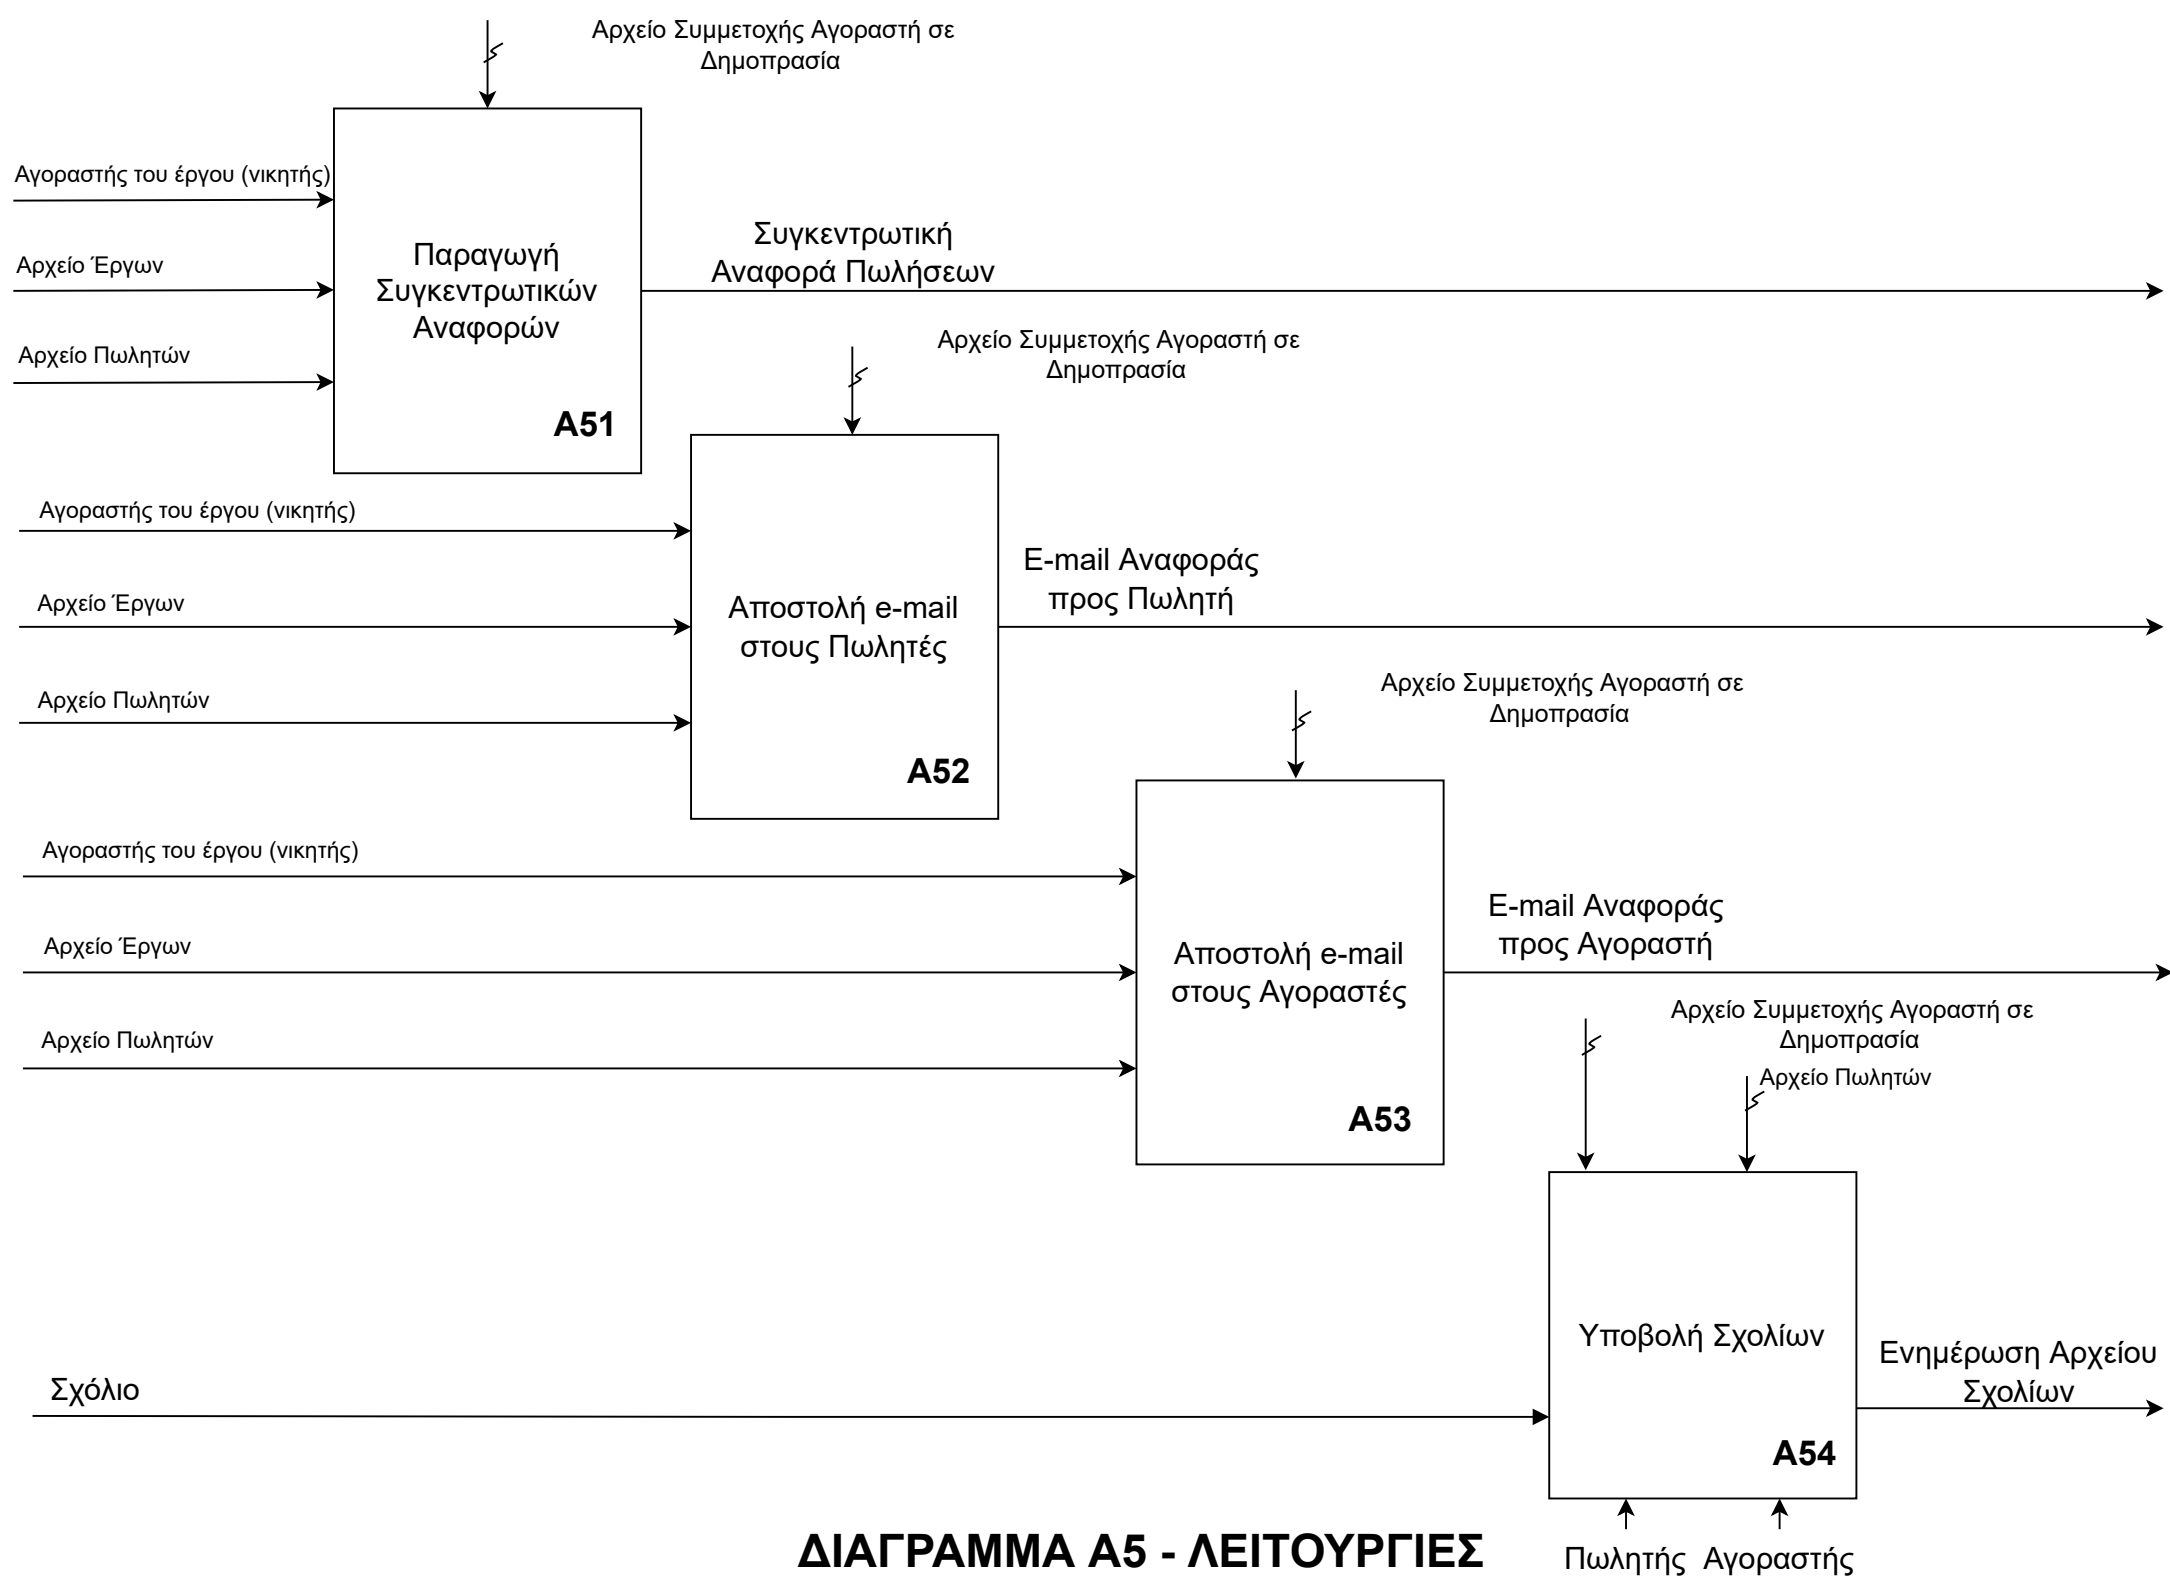 Αρχείο Συμμετοχής Αγοραστή σε
Δημοπρασία
Αγοραστής του έργου (νικητής)
Αρχείο Έργων
Αρχείο Πωλητών
Παραγωγή
Συγκεντρωτικών
Αναφορών
A51
Συγκεντρωτική
Αναφορά Πωλήσεων
Αρχείο Συμμετοχής Αγοραστή σε
Δημοπρασία
Αγοραστής του έργου (νικητής)
Αρχείο Έργων
Αρχείο Πωλητών
Αποστολή e-mail
στους Πωλητές
A52
E-mail Αναφοράς
προς Πωλητή
Αρχείο Συμμετοχής Αγοραστή σε
Δημοπρασία
Αγοραστής του έργου (νικητής)
Αρχείο Έργων
Αρχείο Πωλητών
Αποστολή e-mail
στους Αγοραστές
A53
E-mail Αναφοράς
προς Αγοραστή
Αρχείο Συμμετοχής Αγοραστή σε
Δημοπρασία
Αρχείο Πωλητών
Σχόλιο
Υποβολή Σχολίων
A54
Ενημέρωση Αρχείου
Σχολίων
Πωλητής
Αγοραστής
ΔΙΑΓΡΑΜΜΑ Α5 - ΛΕΙΤΟΥΡΓΙΕΣ